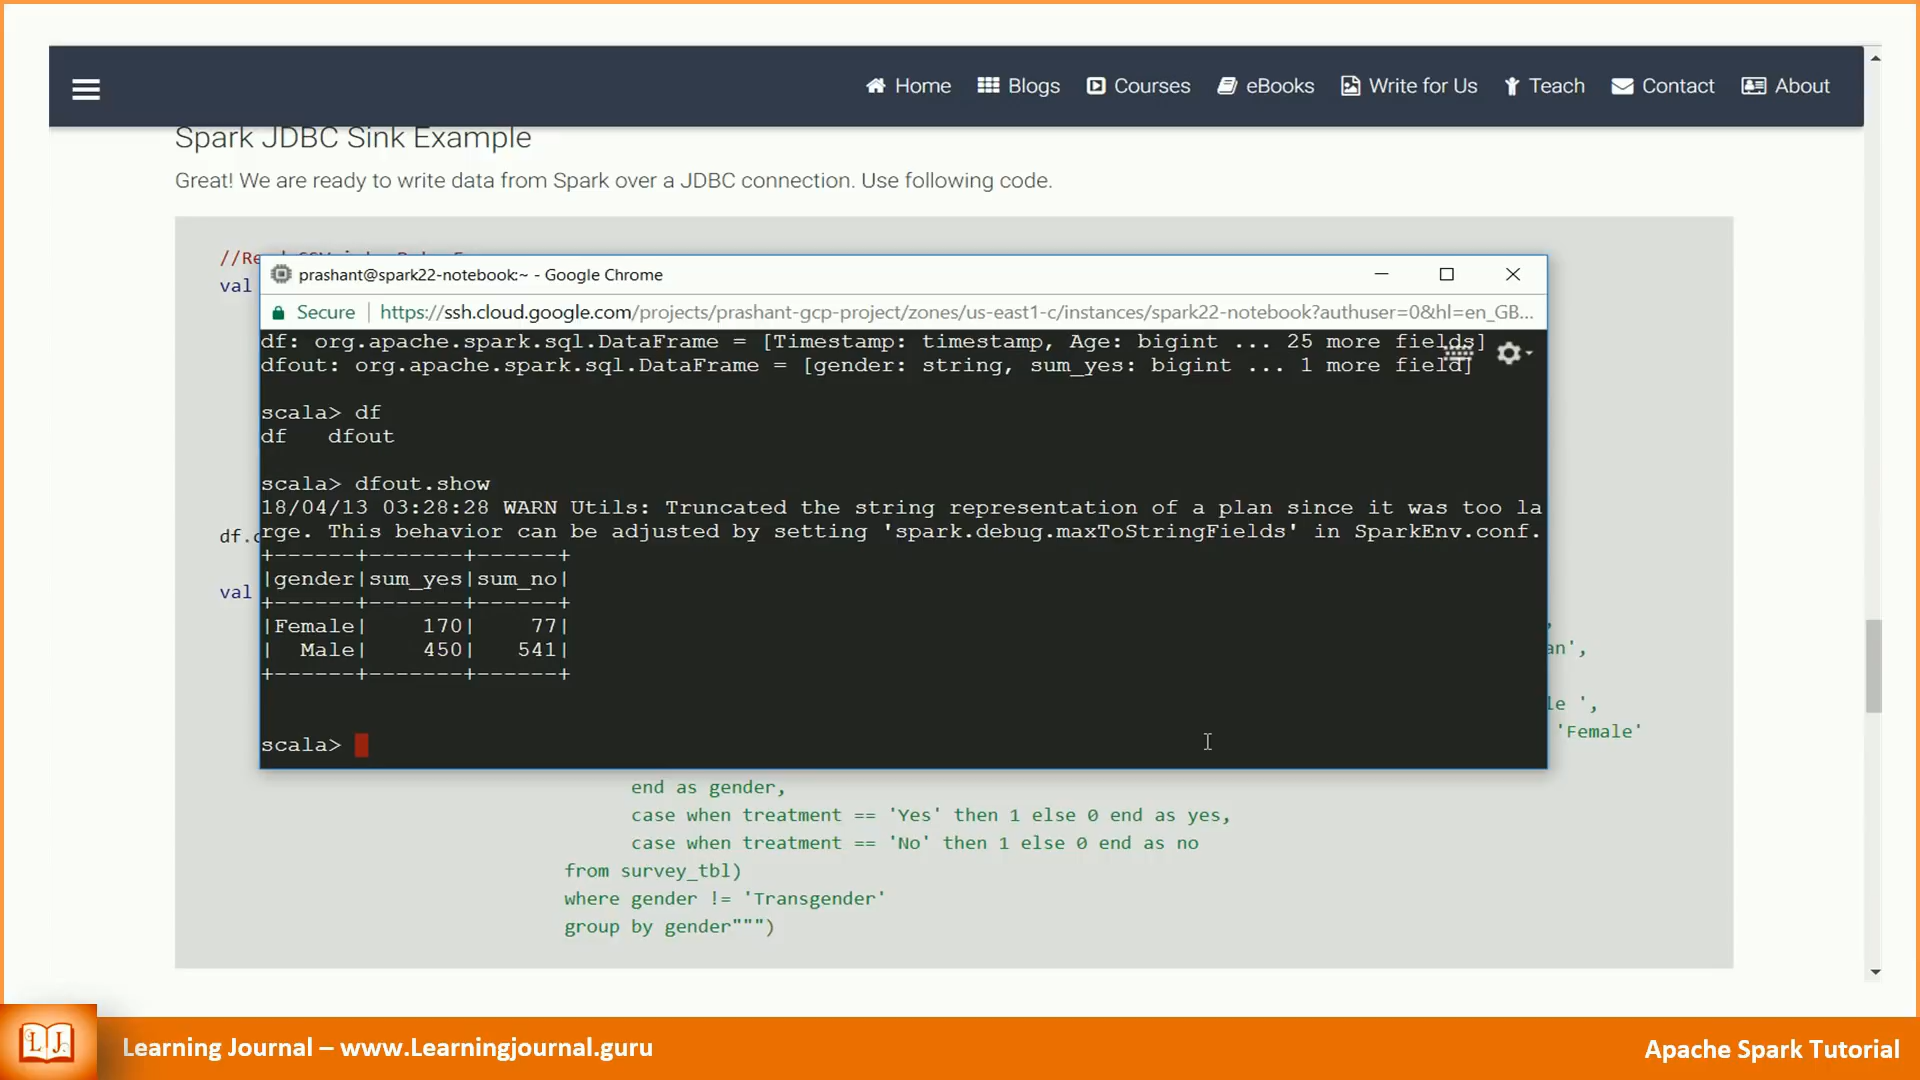 Home Blogs Courses eBooks Write for Us Teach Contact About
Spark JDBC Sink Example
Great! We are ready to write data from Spark over a JDBC connection. Use following code.
val
prashant@spark22-notebook:~ - Google Chrome
Secure | https://ssh.cloud.google.com/projects/prashant-gcp-project/zones/us-east1-c/instances/spark22-notebook?authuser=0&hl=en_GB...
df: org.apache.spark.sql.DataFrame = [Timestamp: timestamp, Age: bigint ... 25 more fields]
dfout: org.apache.spark.sql.DataFrame = [gender: string, sum_yes: bigint ... 1 more field]
scala> df
df dfout
scala> dfout.show
18/04/13 03:28:28 WARN Utils: Truncated the string representation of a plan since it was too la
rge. This behavior can be adjusted by setting 'spark.debug.maxToStringFields' in SparkEnv.conf.
+------+-------+------+
|gender|sum_yes|sum_no|
+------+-------+------+
|Female| 170| 77|
| Male| 450| 541|
+------+-------+------+
scala>
val
an',
le ',
'Female'
end as gender,
case when treatment == 'Yes' then 1 else 0 end as yes,
case when treatment == 'No' then 1 else 0 end as no
from survey_tbl)
where gender != 'Transgender'
group by gender""")
LJ
Learning Journal – www.Learningjournal.guru
Apache Spark Tutorial